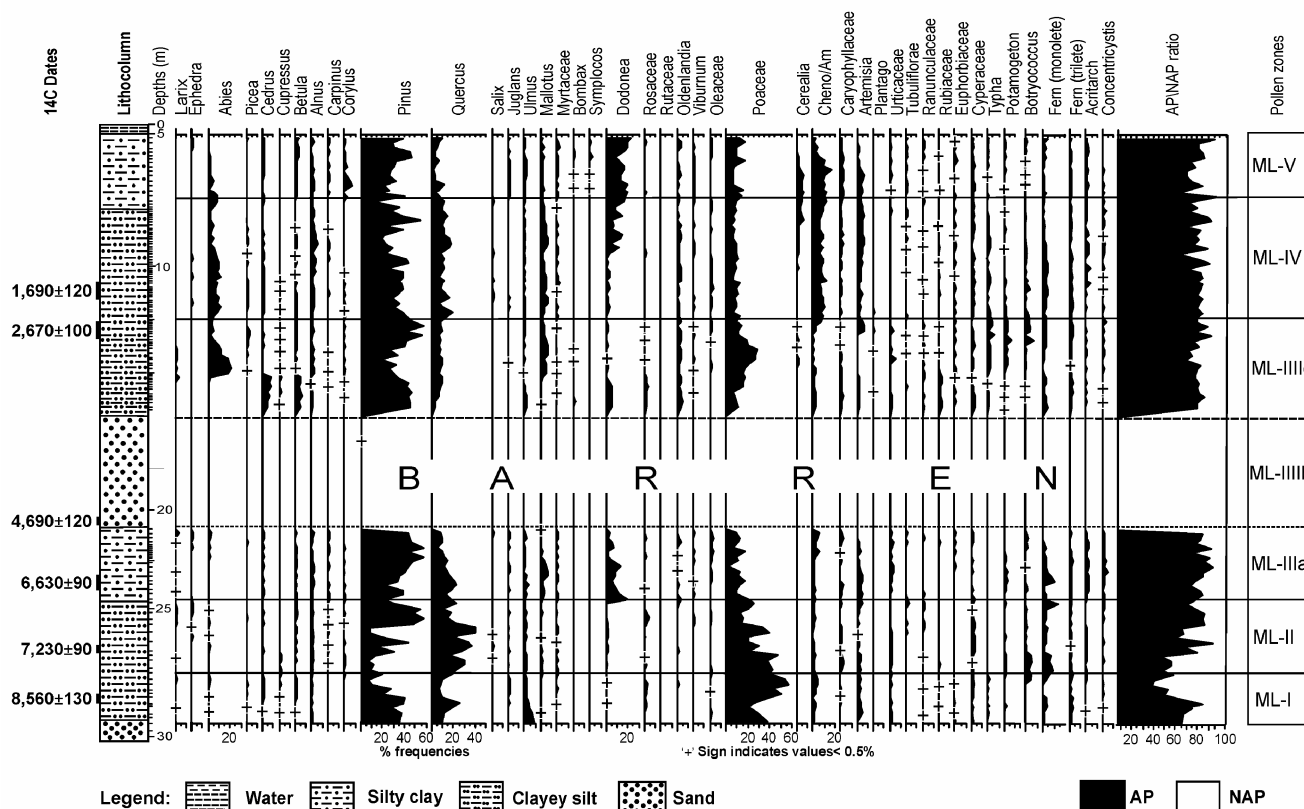 14C Dates
Lithocolumn
Depths (m)
Larix
Ephedra
Abies
Picea
Cedrus
Cupressus
Betula
Alnus
Carpinus
Corylus
Pinus
Quercus
Salix
Juglans
Ulmus
Mallotus
Myrtaceae
Bombax
Symplocos
Dodonea
Rosaceae
Rutaceae
Oldenlandia
Viburnum
Oleaceae
Poaceae
Cerealia
Cheno/Am
Caryophyllaceae
Artemisia
Plantago
Urticaceae
Tubuliflorae
Ranunculaceae
Rubiaceae
Euphorbiaceae
Cyperaceae
Typha
Potamogeton
Botryococcus
Fern (monolete)
Fern (trilete)
Acritarch
Concentricystis
AP\NAP ratio
Pollen zones
0
5
ML-V
10
ML-IV
1,690±120
2,670±100
ML-IIIc
B A R R E N
ML-IIII
20
4,690±120
ML-IIIa
6,630±90
25
ML-II
7,230±90
8,560±130
ML-I
30
20 20 40 60 20 40 20 20 40 60 20 20 40 60 80 100
% frequencies
'+' Sign indicates values< 0.5%
Legend: Water Silty clay Clayey silt Sand AP NAP